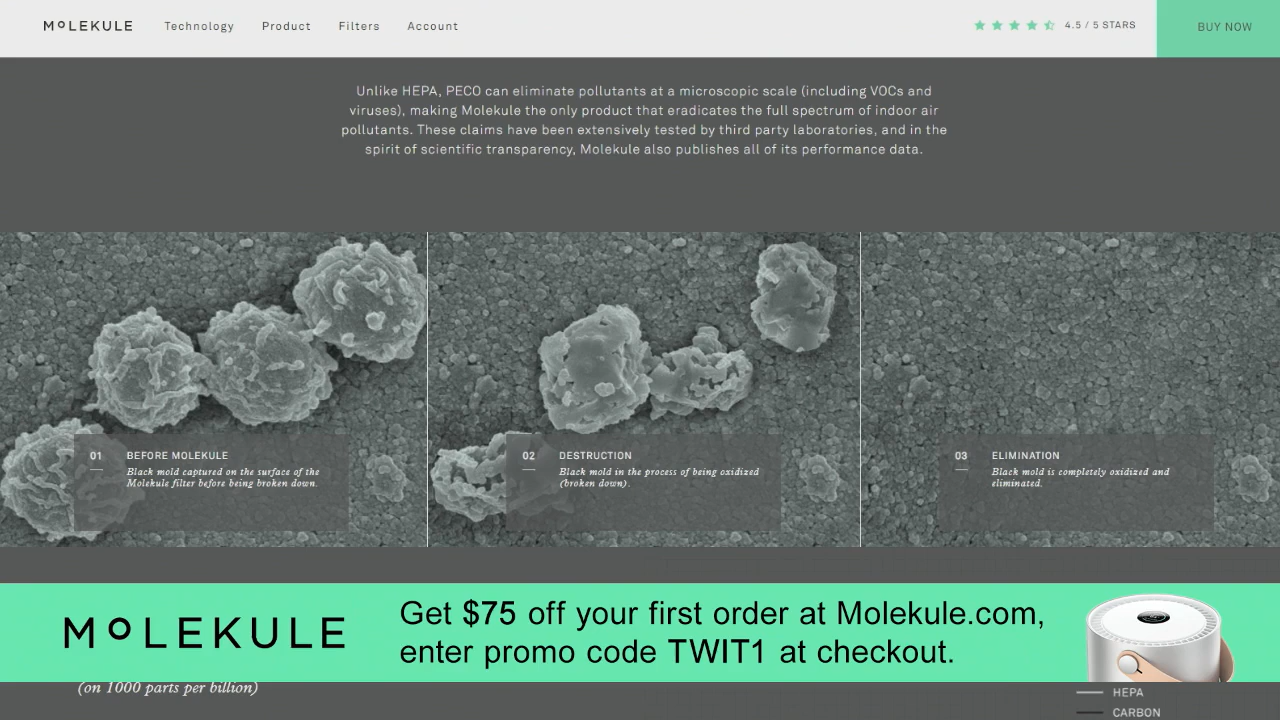 MOLEKULE Technology Product Filters Account 4.5 / 5 STARS BUY NOW
Unlike HEPA, PECO can eliminate pollutants at a microscopic scale (including VOCs and
viruses), making Molekule the only product that eradicates the full spectrum of indoor air
pollutants. These claims have been extensively tested by third party laboratories, and in the
spirit of scientific transparency, Molekule also publishes all of its performance data.
01 BEFORE MOLEKULE
Black mold captured on the surface of the
Molekule filter before being broken down.
02 DESTRUCTION
Black mold in the process of being oxidized
(broken down).
03 ELIMINATION
Black mold is completely oxidized and
eliminated.
MOLEKULE
Get $75 off your first order at Molekule.com,
enter promo code TWIT1 at checkout.
(on 1000 parts per billion)
HEPA
CARBON